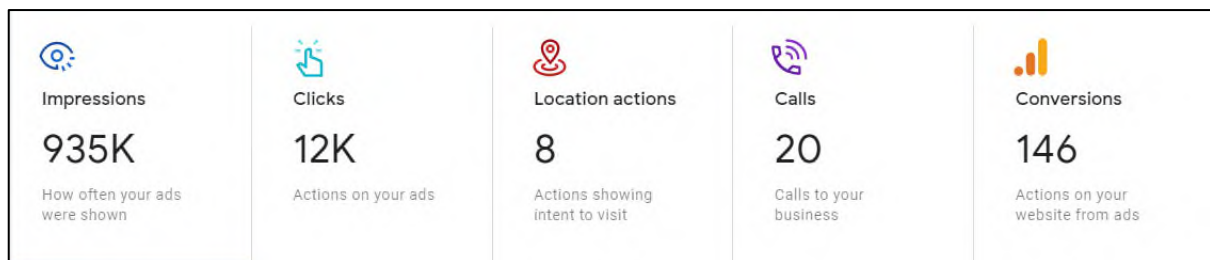 Impressions
935K
How often your ads
were shown
Clicks
12K
Actions on your ads
Location actions
8
Actions showing
intent to visit
Calls
20
Calls to your
business
Conversions
146
Actions on your
website from ads